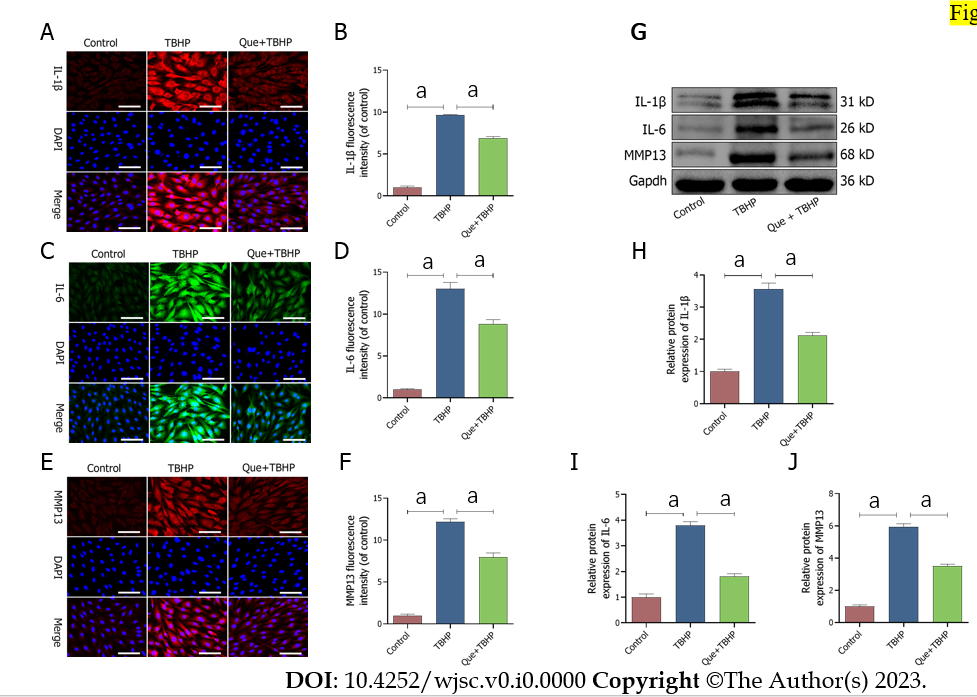 Fig
A
Control
TBHP
Que+TBHP
IL-1β
DAPI
Merge
B
IL-1β fluorescence
intensity (of control)
15
10
5
0
a
a
Control
TBHP
Que+TBHP
C
Control
TBHP
Que+TBHP
IL-6
DAPI
Merge
D
IL-6 fluorescence
intensity (of control)
15
10
5
0
a
a
Control
TBHP
Que+TBHP
E
Control
TBHP
Que+TBHP
MMP13
DAPI
Merge
F
MMP13 fluorescence
intensity (of control)
15
10
5
0
a
a
Control
TBHP
Que+TBHP
G
IL-1β
31 kD
IL-6
26 kD
MMP13
68 kD
Gapdh
36 kD
Control
TBHP
Que + TBHP
H
Relative protein
expression of IL-1β
4
3
2
1
0
a
a
Control
TBHP
Que+TBHP
I
Relative protein
expression of IL-6
5
4
3
2
1
0
a
a
Control
TBHP
Que+TBHP
J
Relative protein
expression of MMP13
8
6
4
2
0
a
a
Control
TBHP
Que+TBHP
DOI: 10.4252/wjsc.v0.i0.0000 Copyright ©The Author(s) 2023.